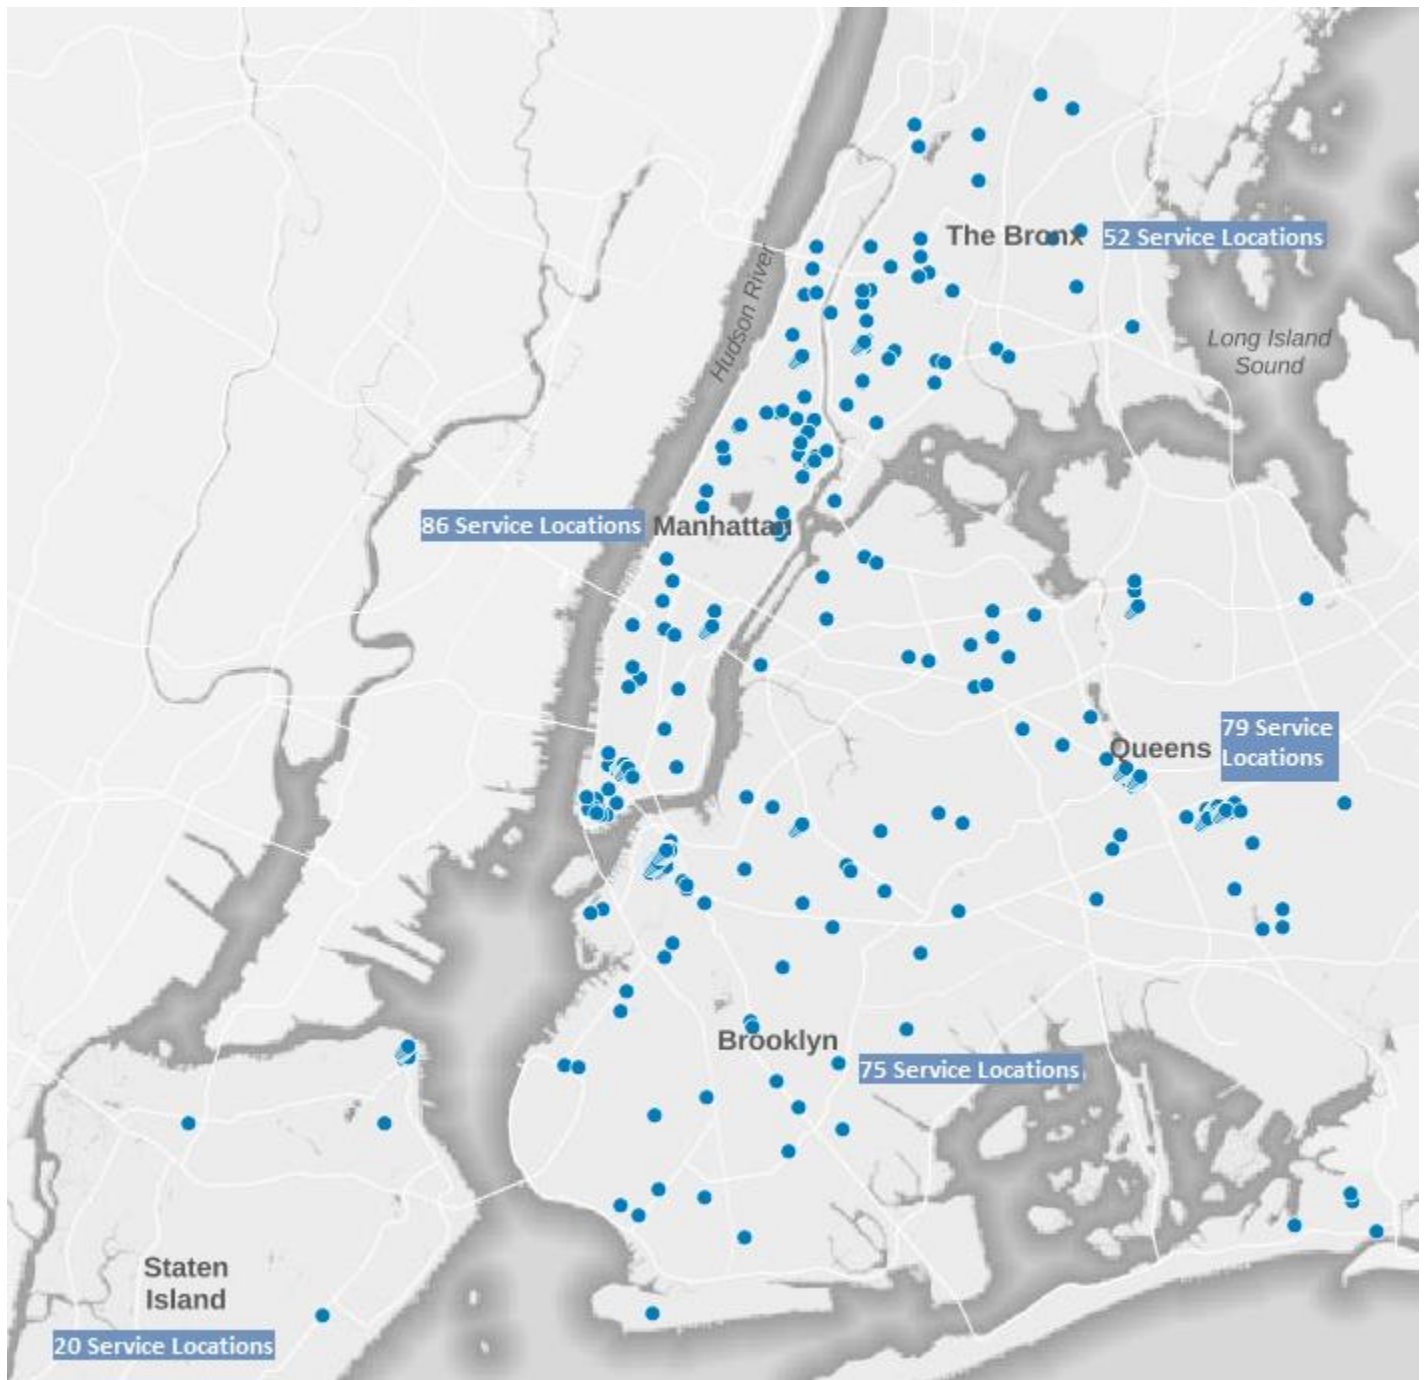 The Bronx
52 Service Locations
Hudson River
Long Island
Sound
86 Service Locations
Manhattan
79 Service
Locations
Queens
Brooklyn
75 Service Locations
Staten
Island
20 Service Locations